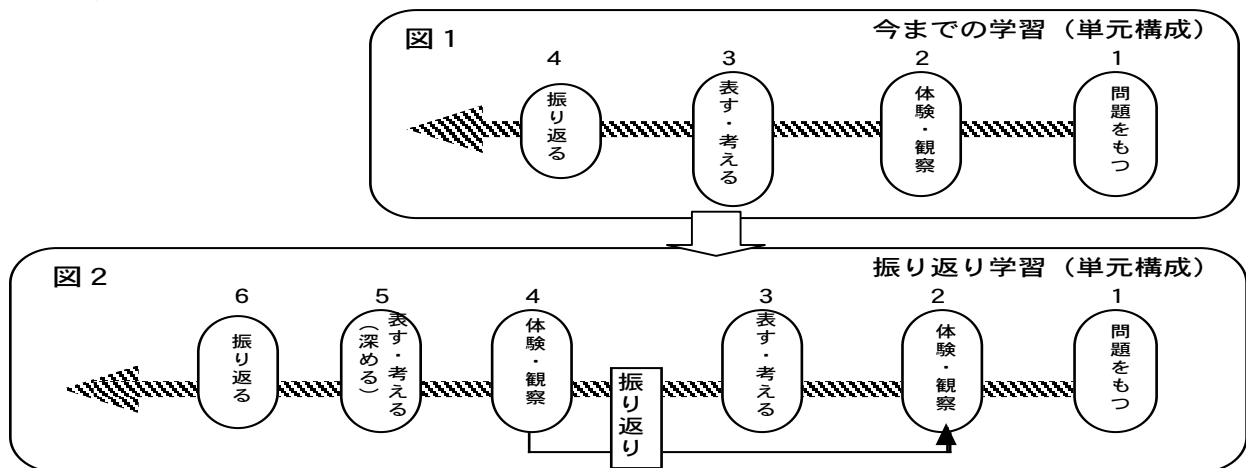 図1
今までの学習（単元構成）
1
問題をもつ
2
体験・観察
3
表す・考える
4
振り返る
図2
振り返り学習（単元構成）
1
問題をもつ
2
体験・観察
3
表す・考える
振り返り
4
体験・観察
5
表す・考える
（深める）
6
振り返る